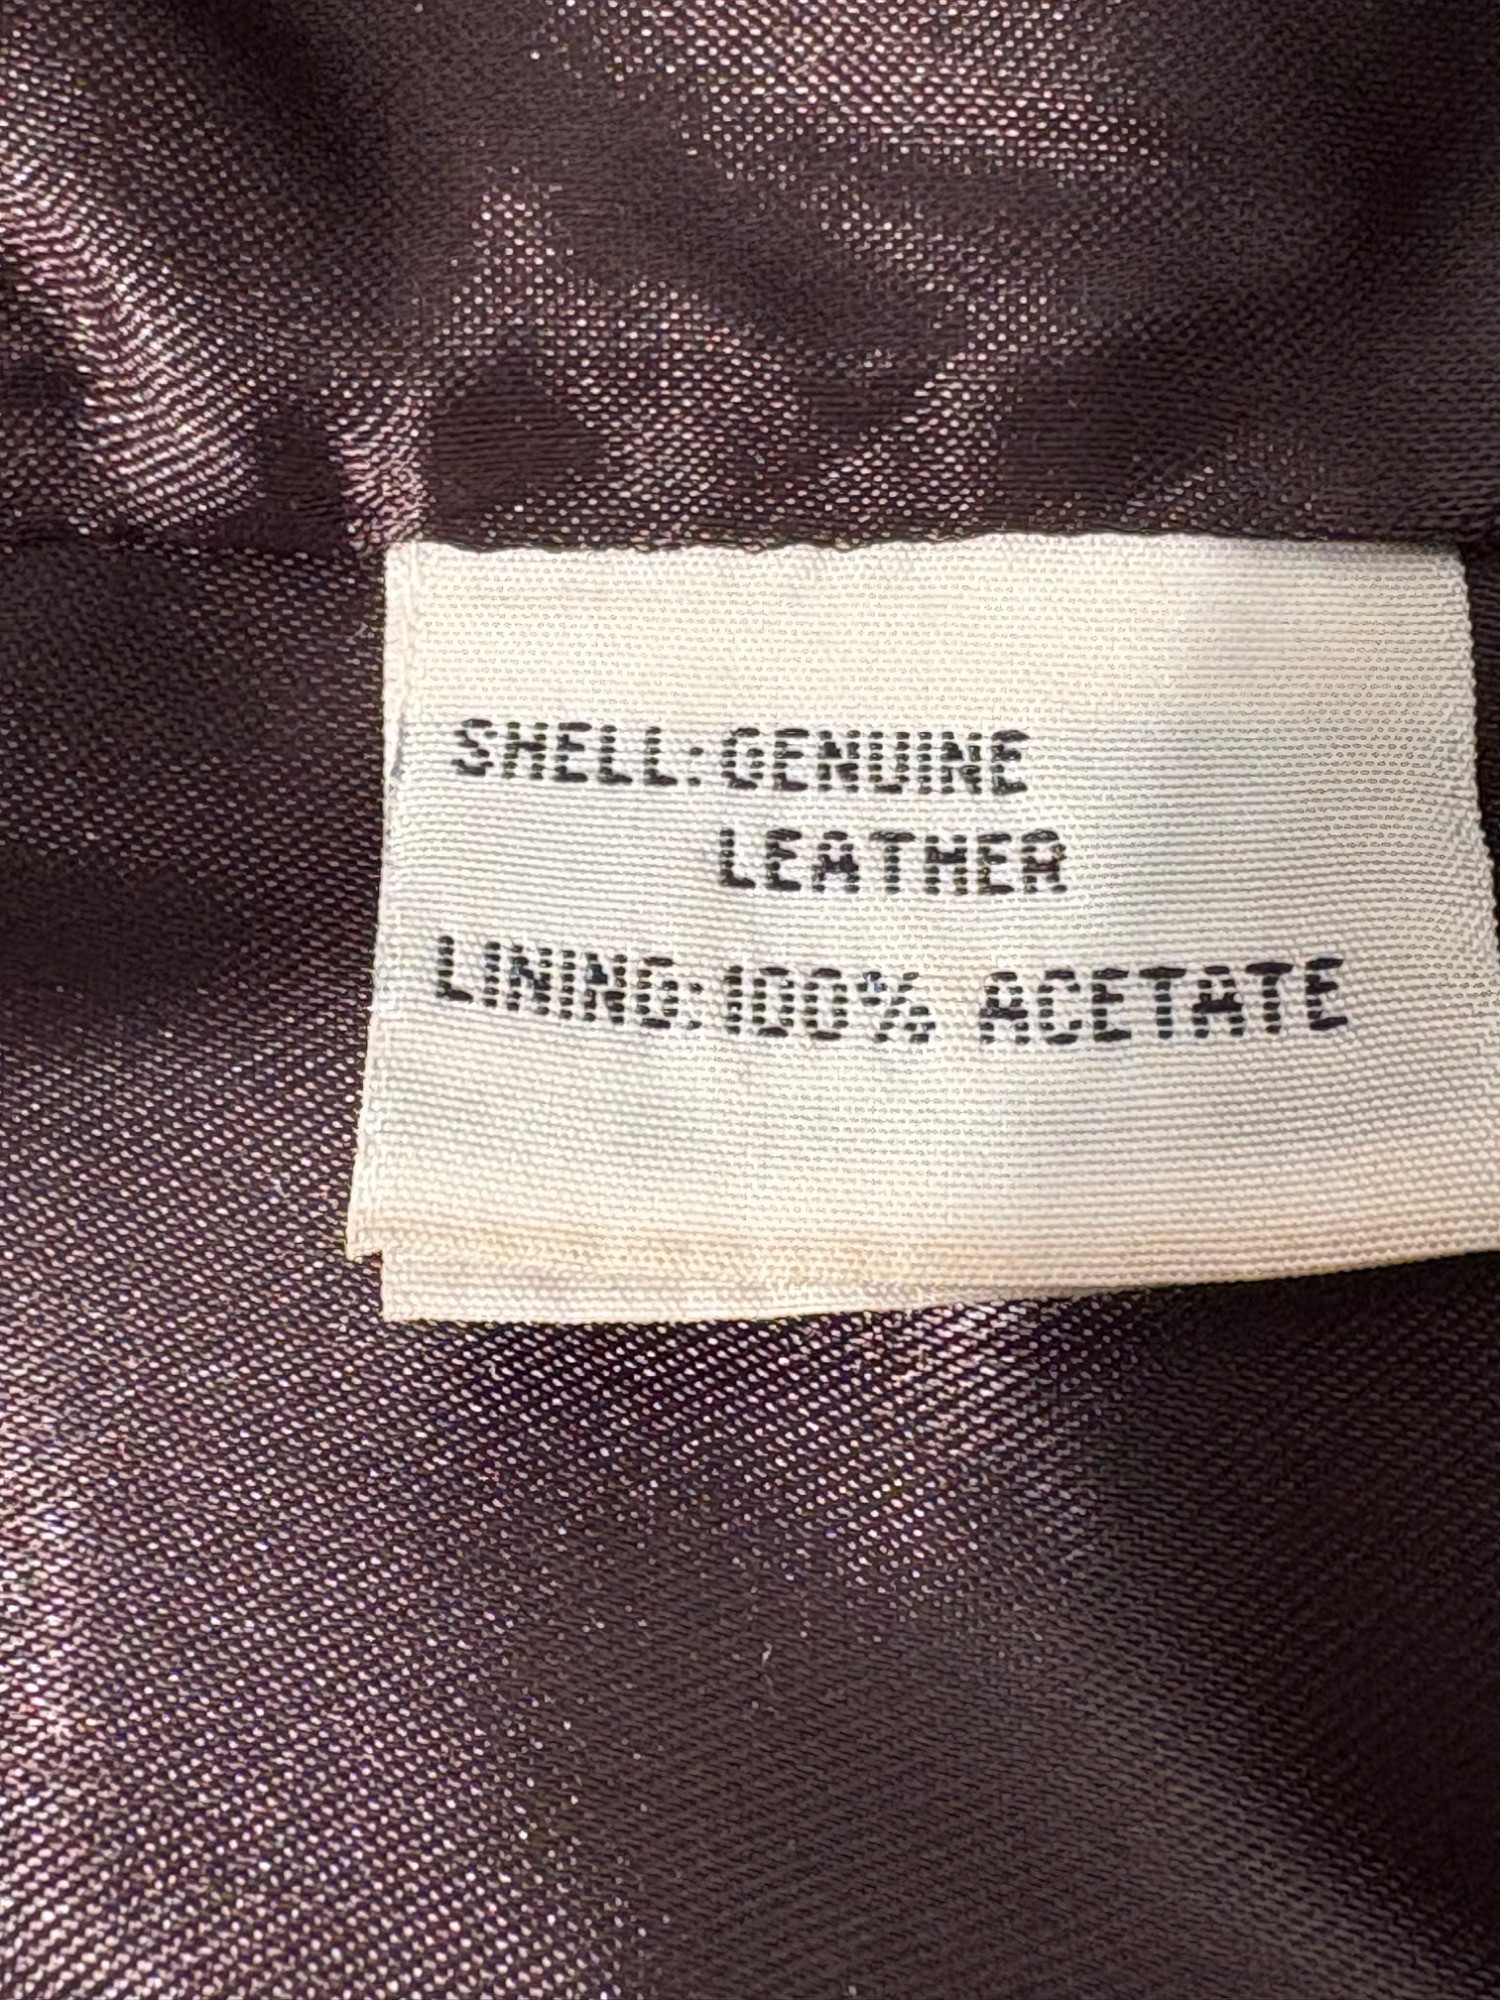 SHELL:GENUINE
LEATHER
LINING:100% ACETATE